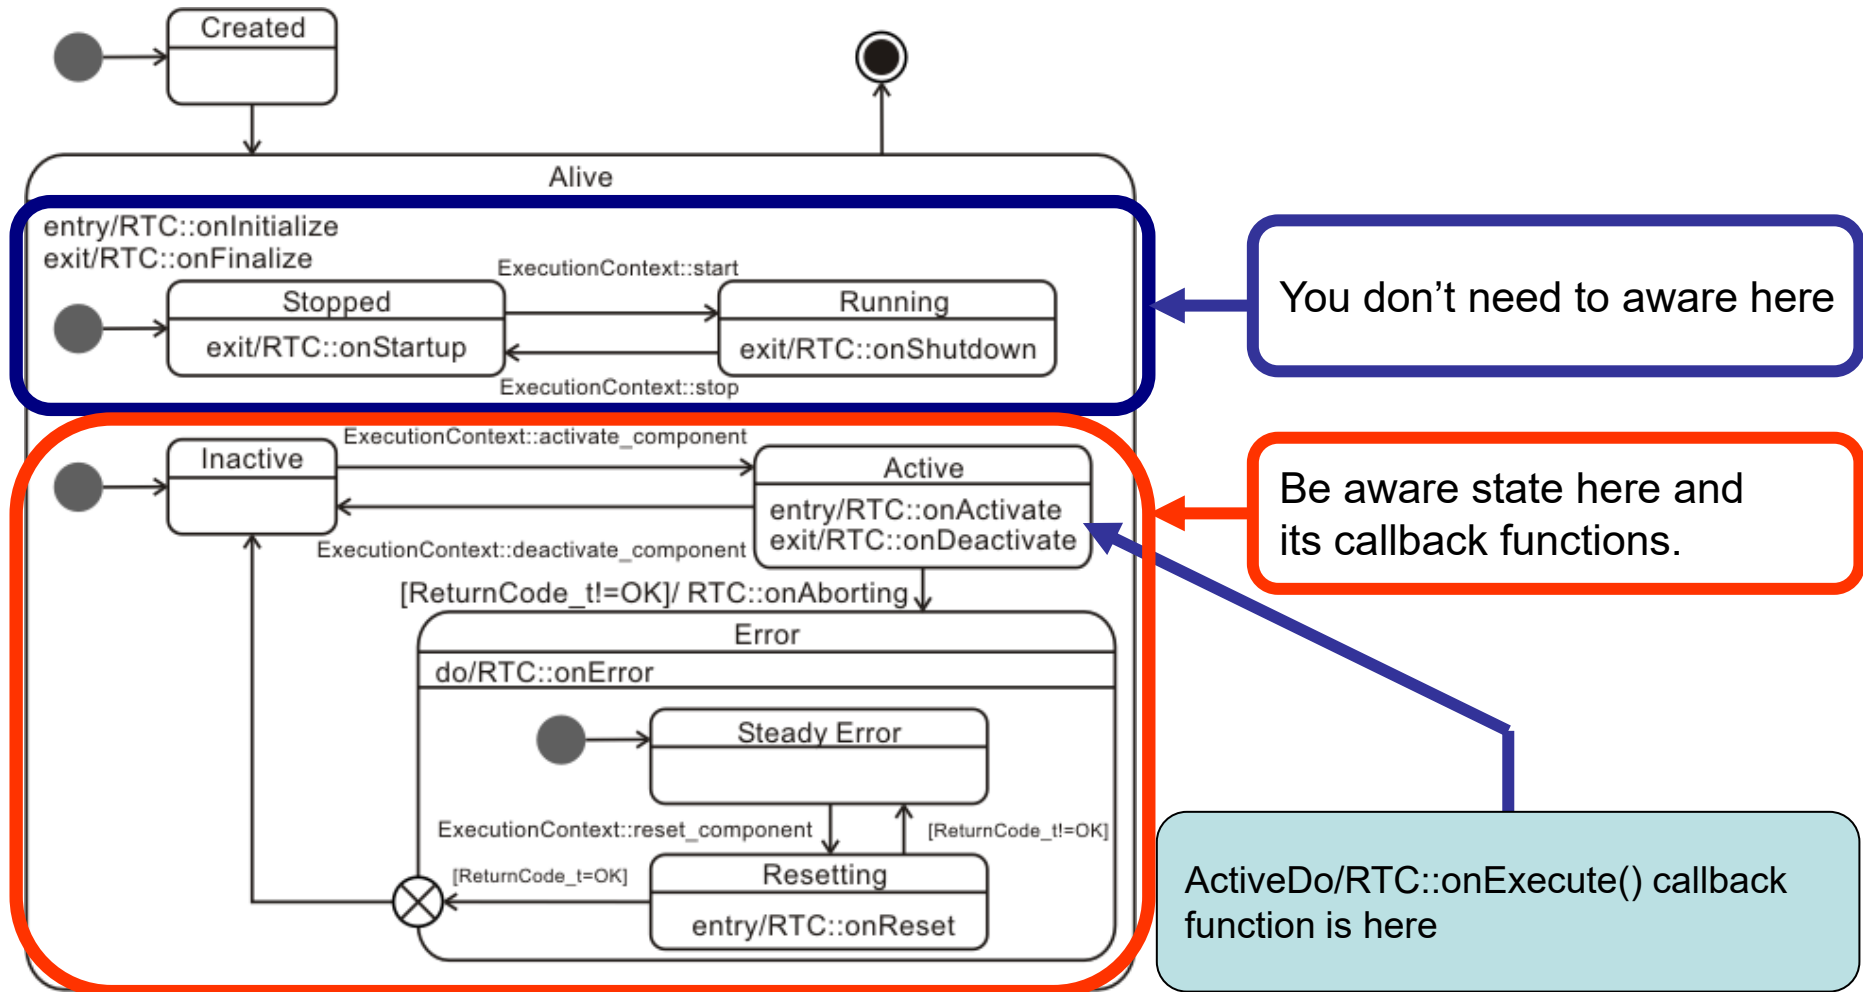 Created
Alive
entry/RTC::onInitialize
exit/RTC::onFinalize
ExecutionContext::start
Stopped
exit/RTC::onStartup
Running
exit/RTC::onShutdown
ExecutionContext::stop
You don’t need to aware here
ExecutionContext::activate_component
Inactive
Active
entry/RTC::onActivate
exit/RTC::onDeactivate
ExecutionContext::deactivate_component
Be aware state here and
its callback functions.
[ReturnCode_t!=OK]/ RTC::onAborting
Error
do/RTC::onError
Steady Error
ExecutionContext::reset_component
[ReturnCode_t!=OK]
[ReturnCode_t=OK]
Resetting
entry/RTC::onReset
ActiveDo/RTC::onExecute() callback
function is here